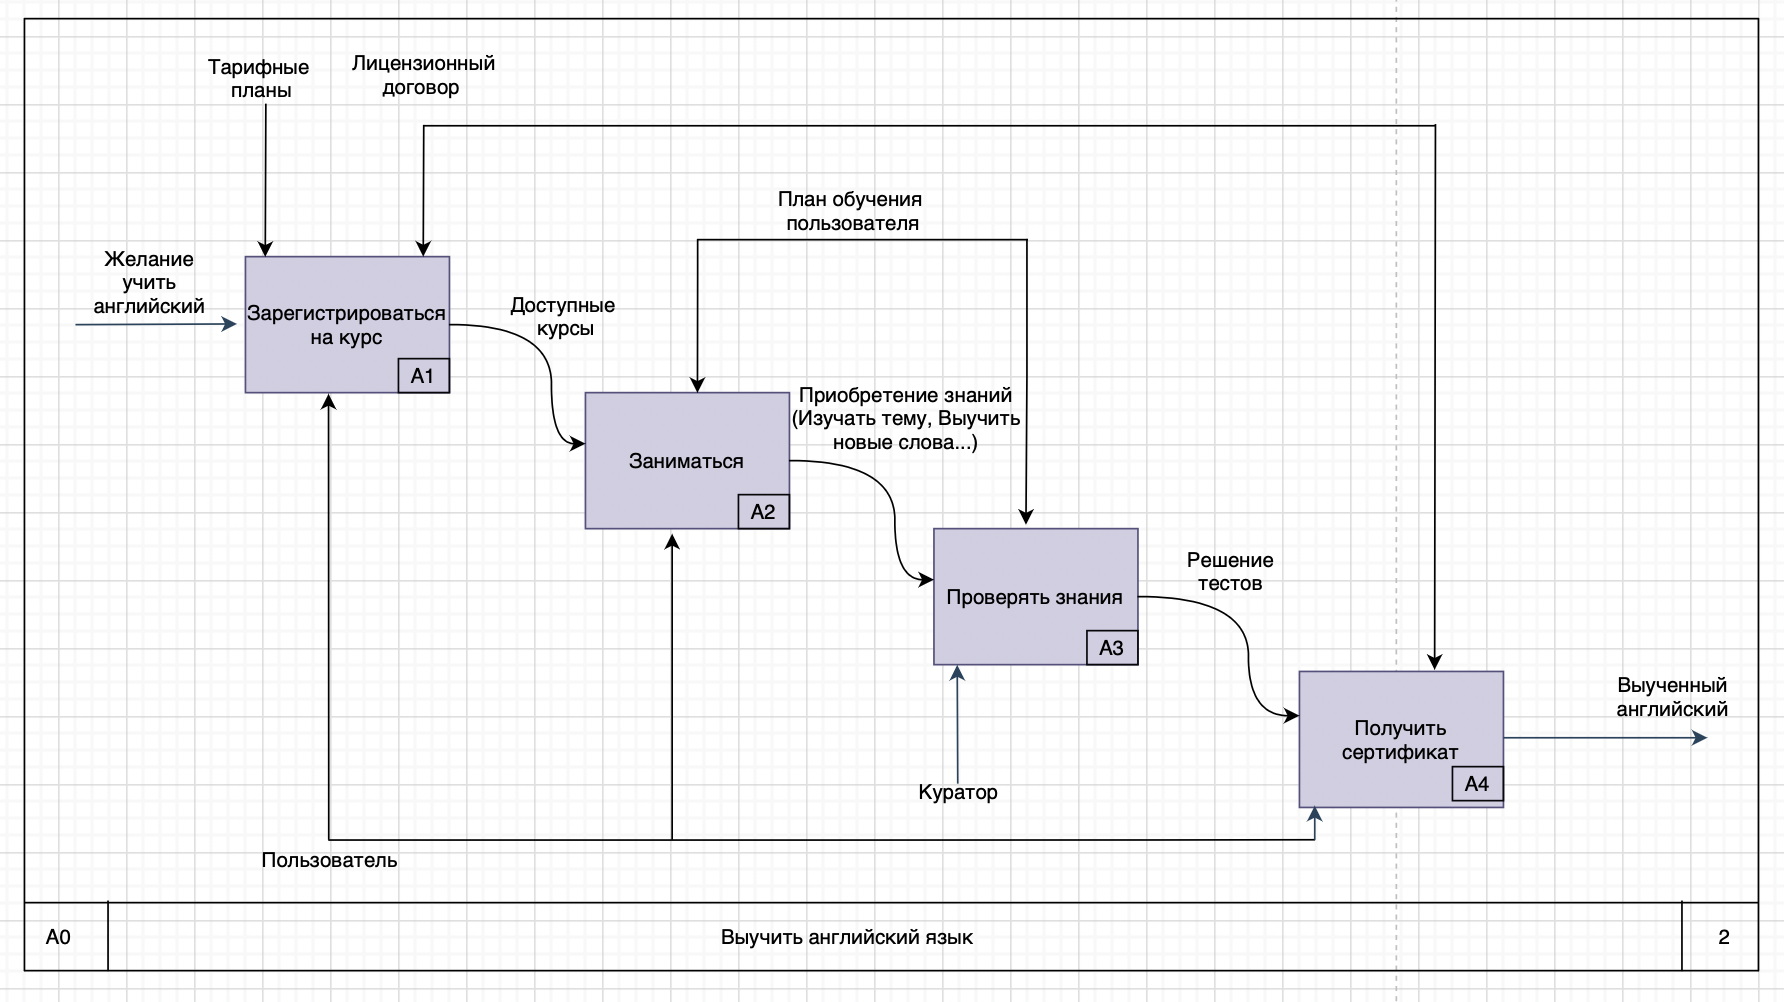 Тарифные
планы
Лицензионный
договор
План обучения
пользователя
Желание
учить
английский
Зарегистрироваться
на курс
A1
Доступные
курсы
Заниматься
A2
Приобретение знаний
(Изучать тему, Выучить
новые слова...)
Проверять знания
A3
Решение
тестов
Получить
сертификат
A4
Выученный
английский
Куратор
Пользователь
A0
Выучить английский язык
2